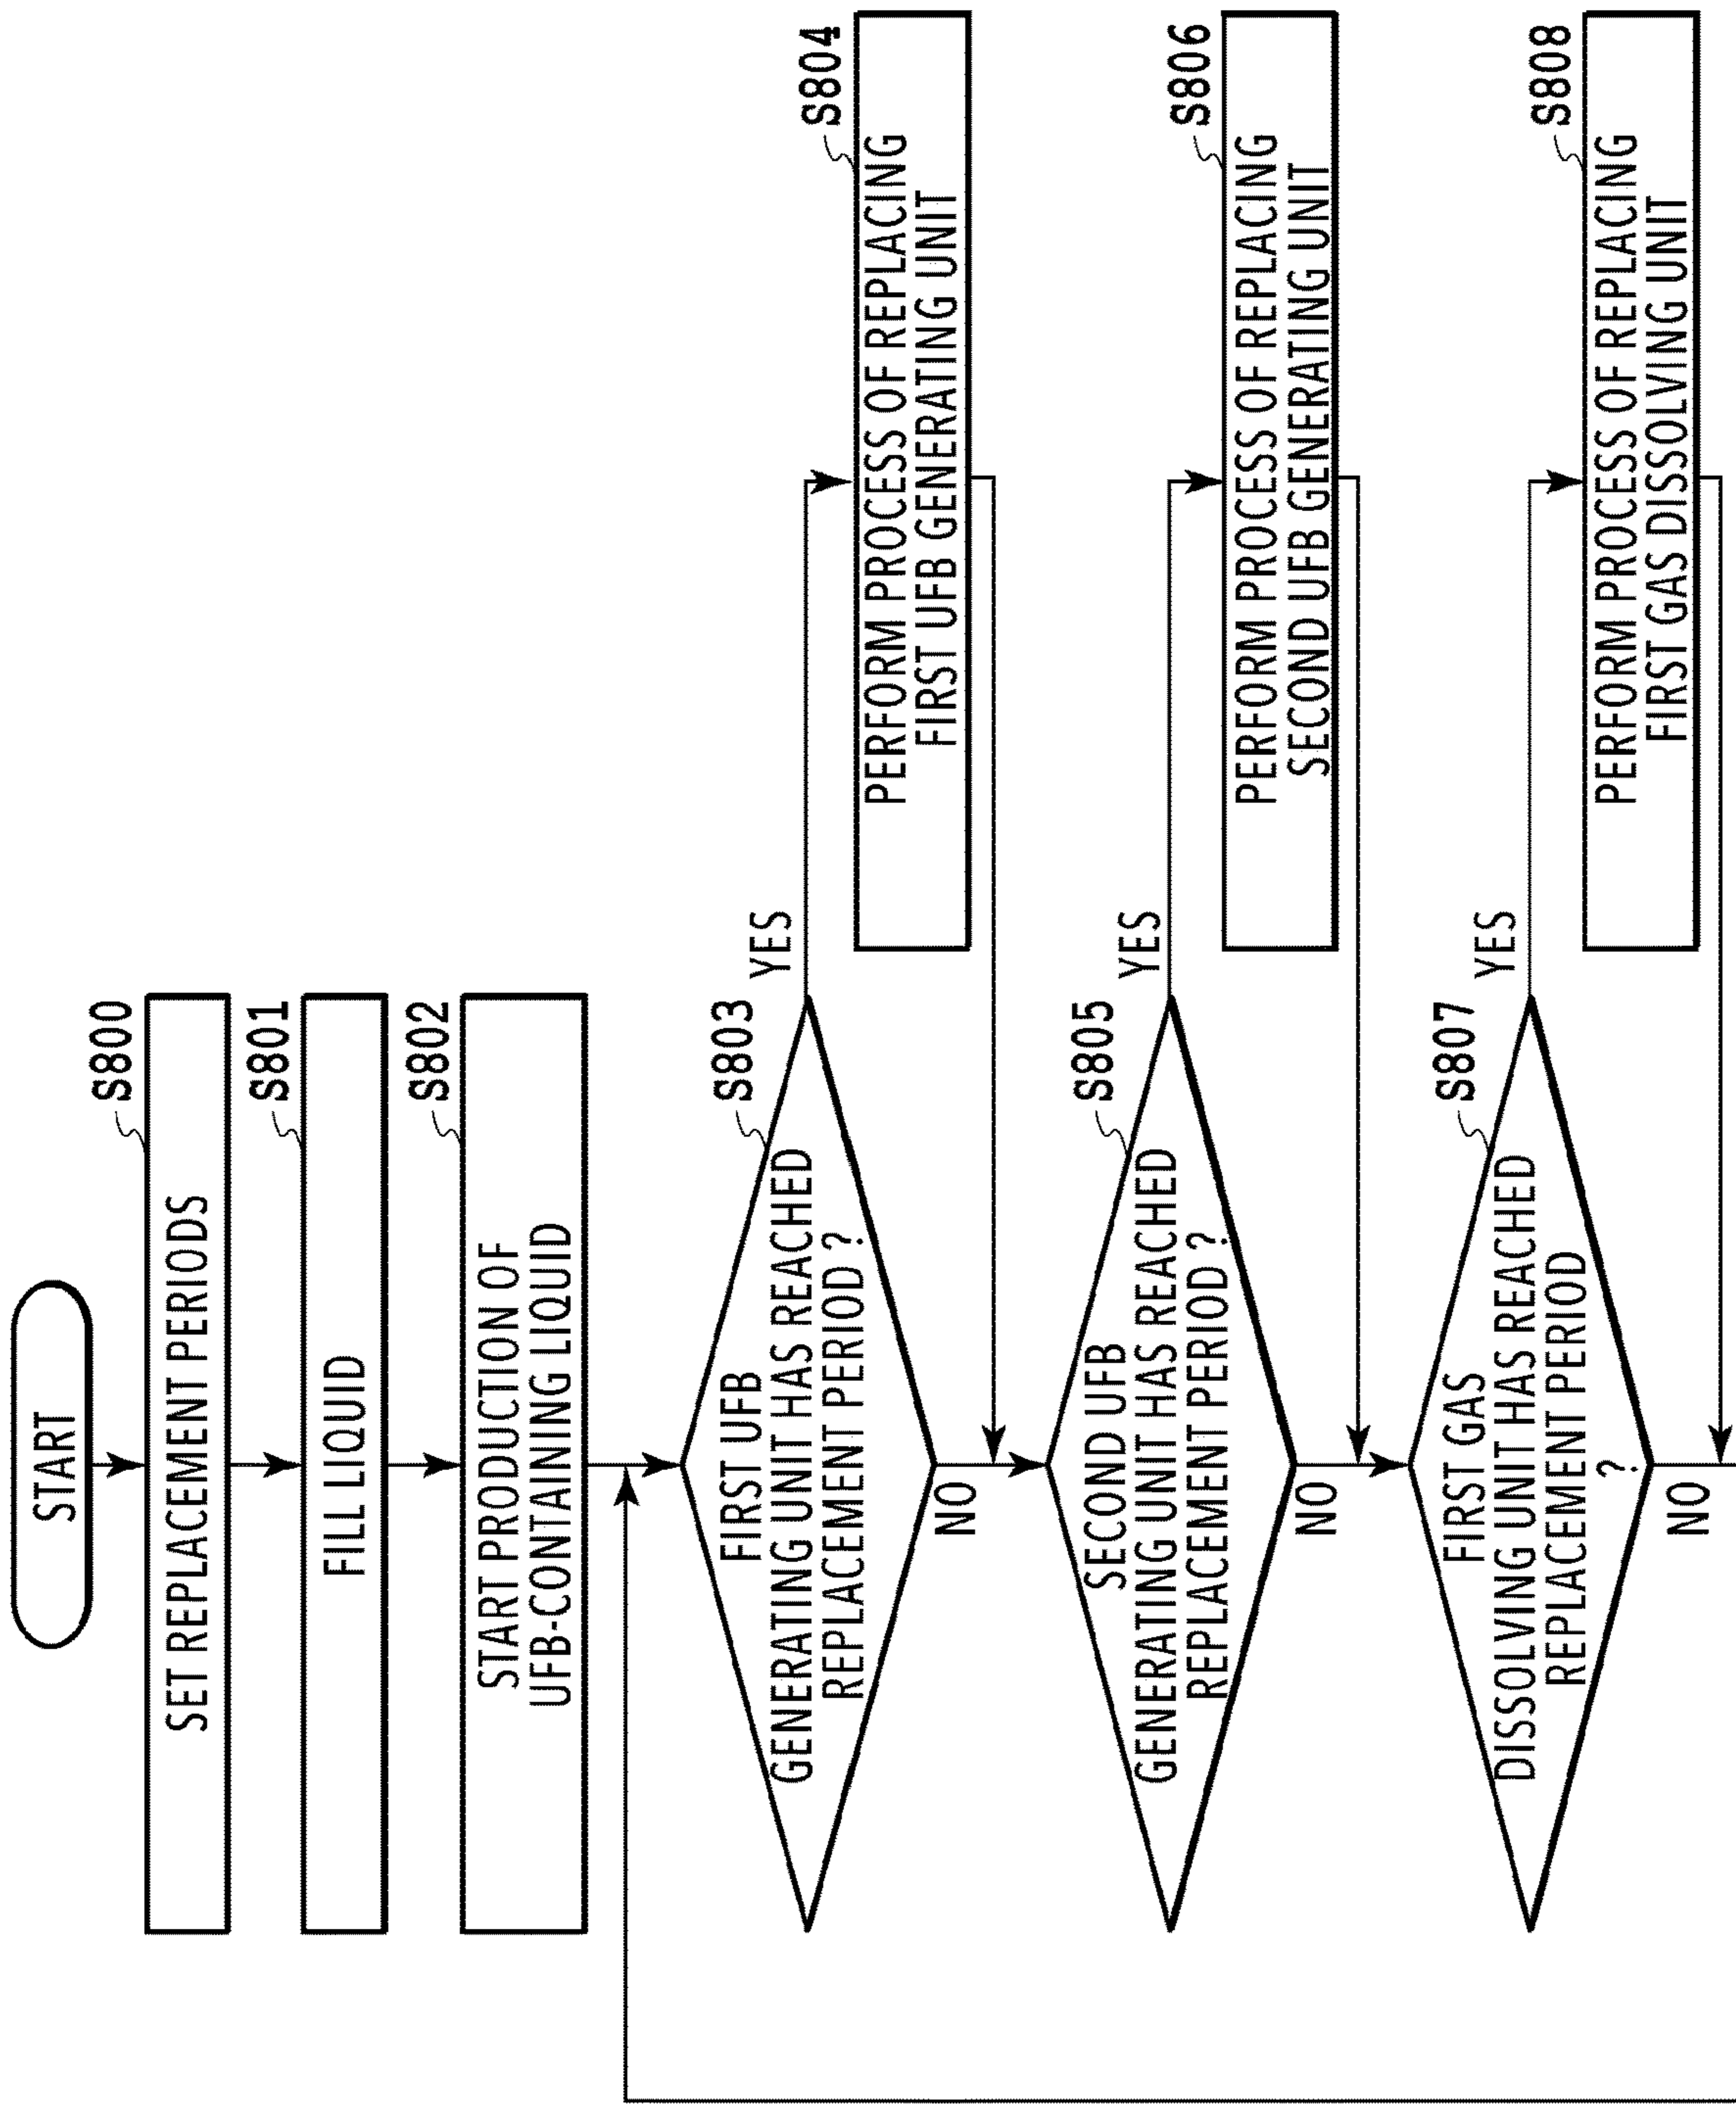 START
S800
SET REPLACEMENT PERIODS
S801
FILL LIQUID
S802
START PRODUCTION OF
UFB-CONTAINING LIQUID
S803
FIRST UFB
GENERATING UNIT HAS REACHED
REPLACEMENT PERIOD ?
YES
NO
S804
PERFORM PROCESS OF REPLACING
FIRST UFB GENERATING UNIT
S805
SECOND UFB
GENERATING UNIT HAS REACHED
REPLACEMENT PERIOD ?
YES
NO
S806
PERFORM PROCESS OF REPLACING
SECOND UFB GENERATING UNIT
S807
FIRST GAS
DISSOLVING UNIT HAS REACHED
REPLACEMENT PERIOD
?
YES
NO
S808
PERFORM PROCESS OF REPLACING
FIRST GAS DISSOLVING UNIT